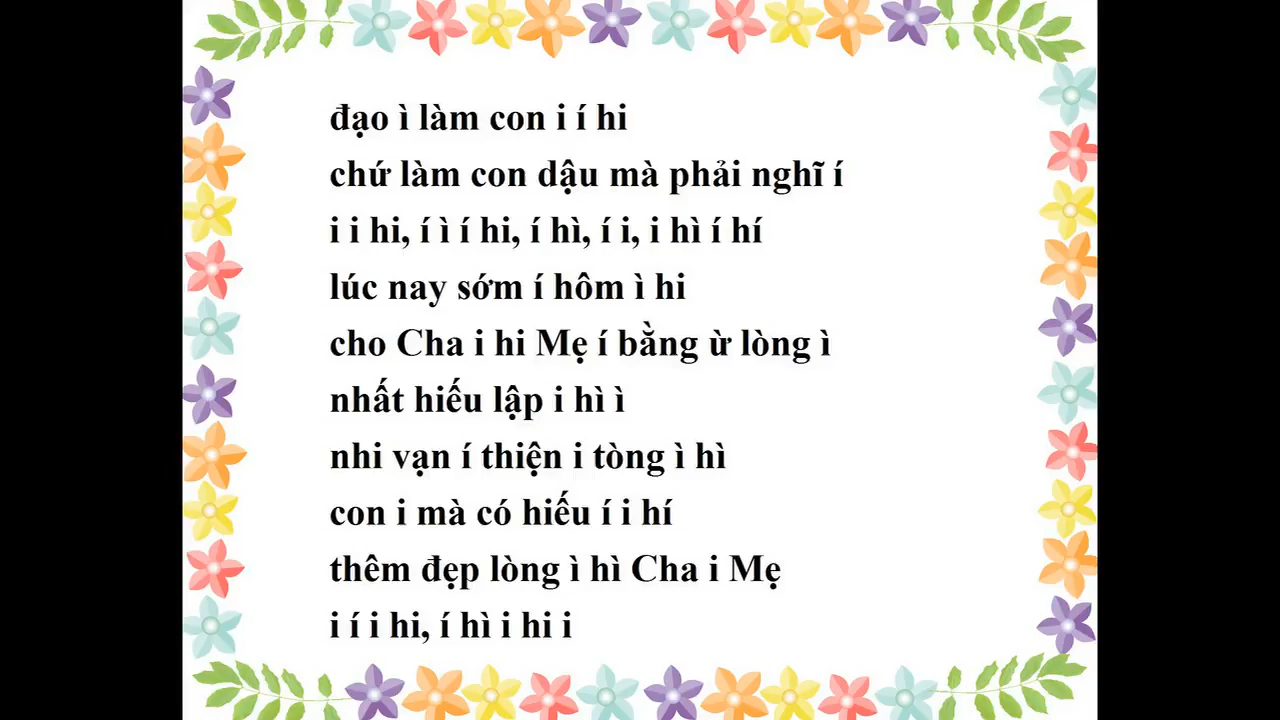 đạo ì làm con i í hi
chứ làm con dậu mà phải nghĩ í
i i hi, í ì í hi, í hì, í i, i hì í hí
lúc nay sớm í hôm ì hi
cho Cha i hi Mẹ í bằng ừ lòng ì
nhất hiếu lập i hì ì
nhi vạn í thiện i tòng ì hì
con i mà có hiếu í i hí
thêm đẹp lòng ì hì Cha i Mẹ
i í i hi, í hì i hi i